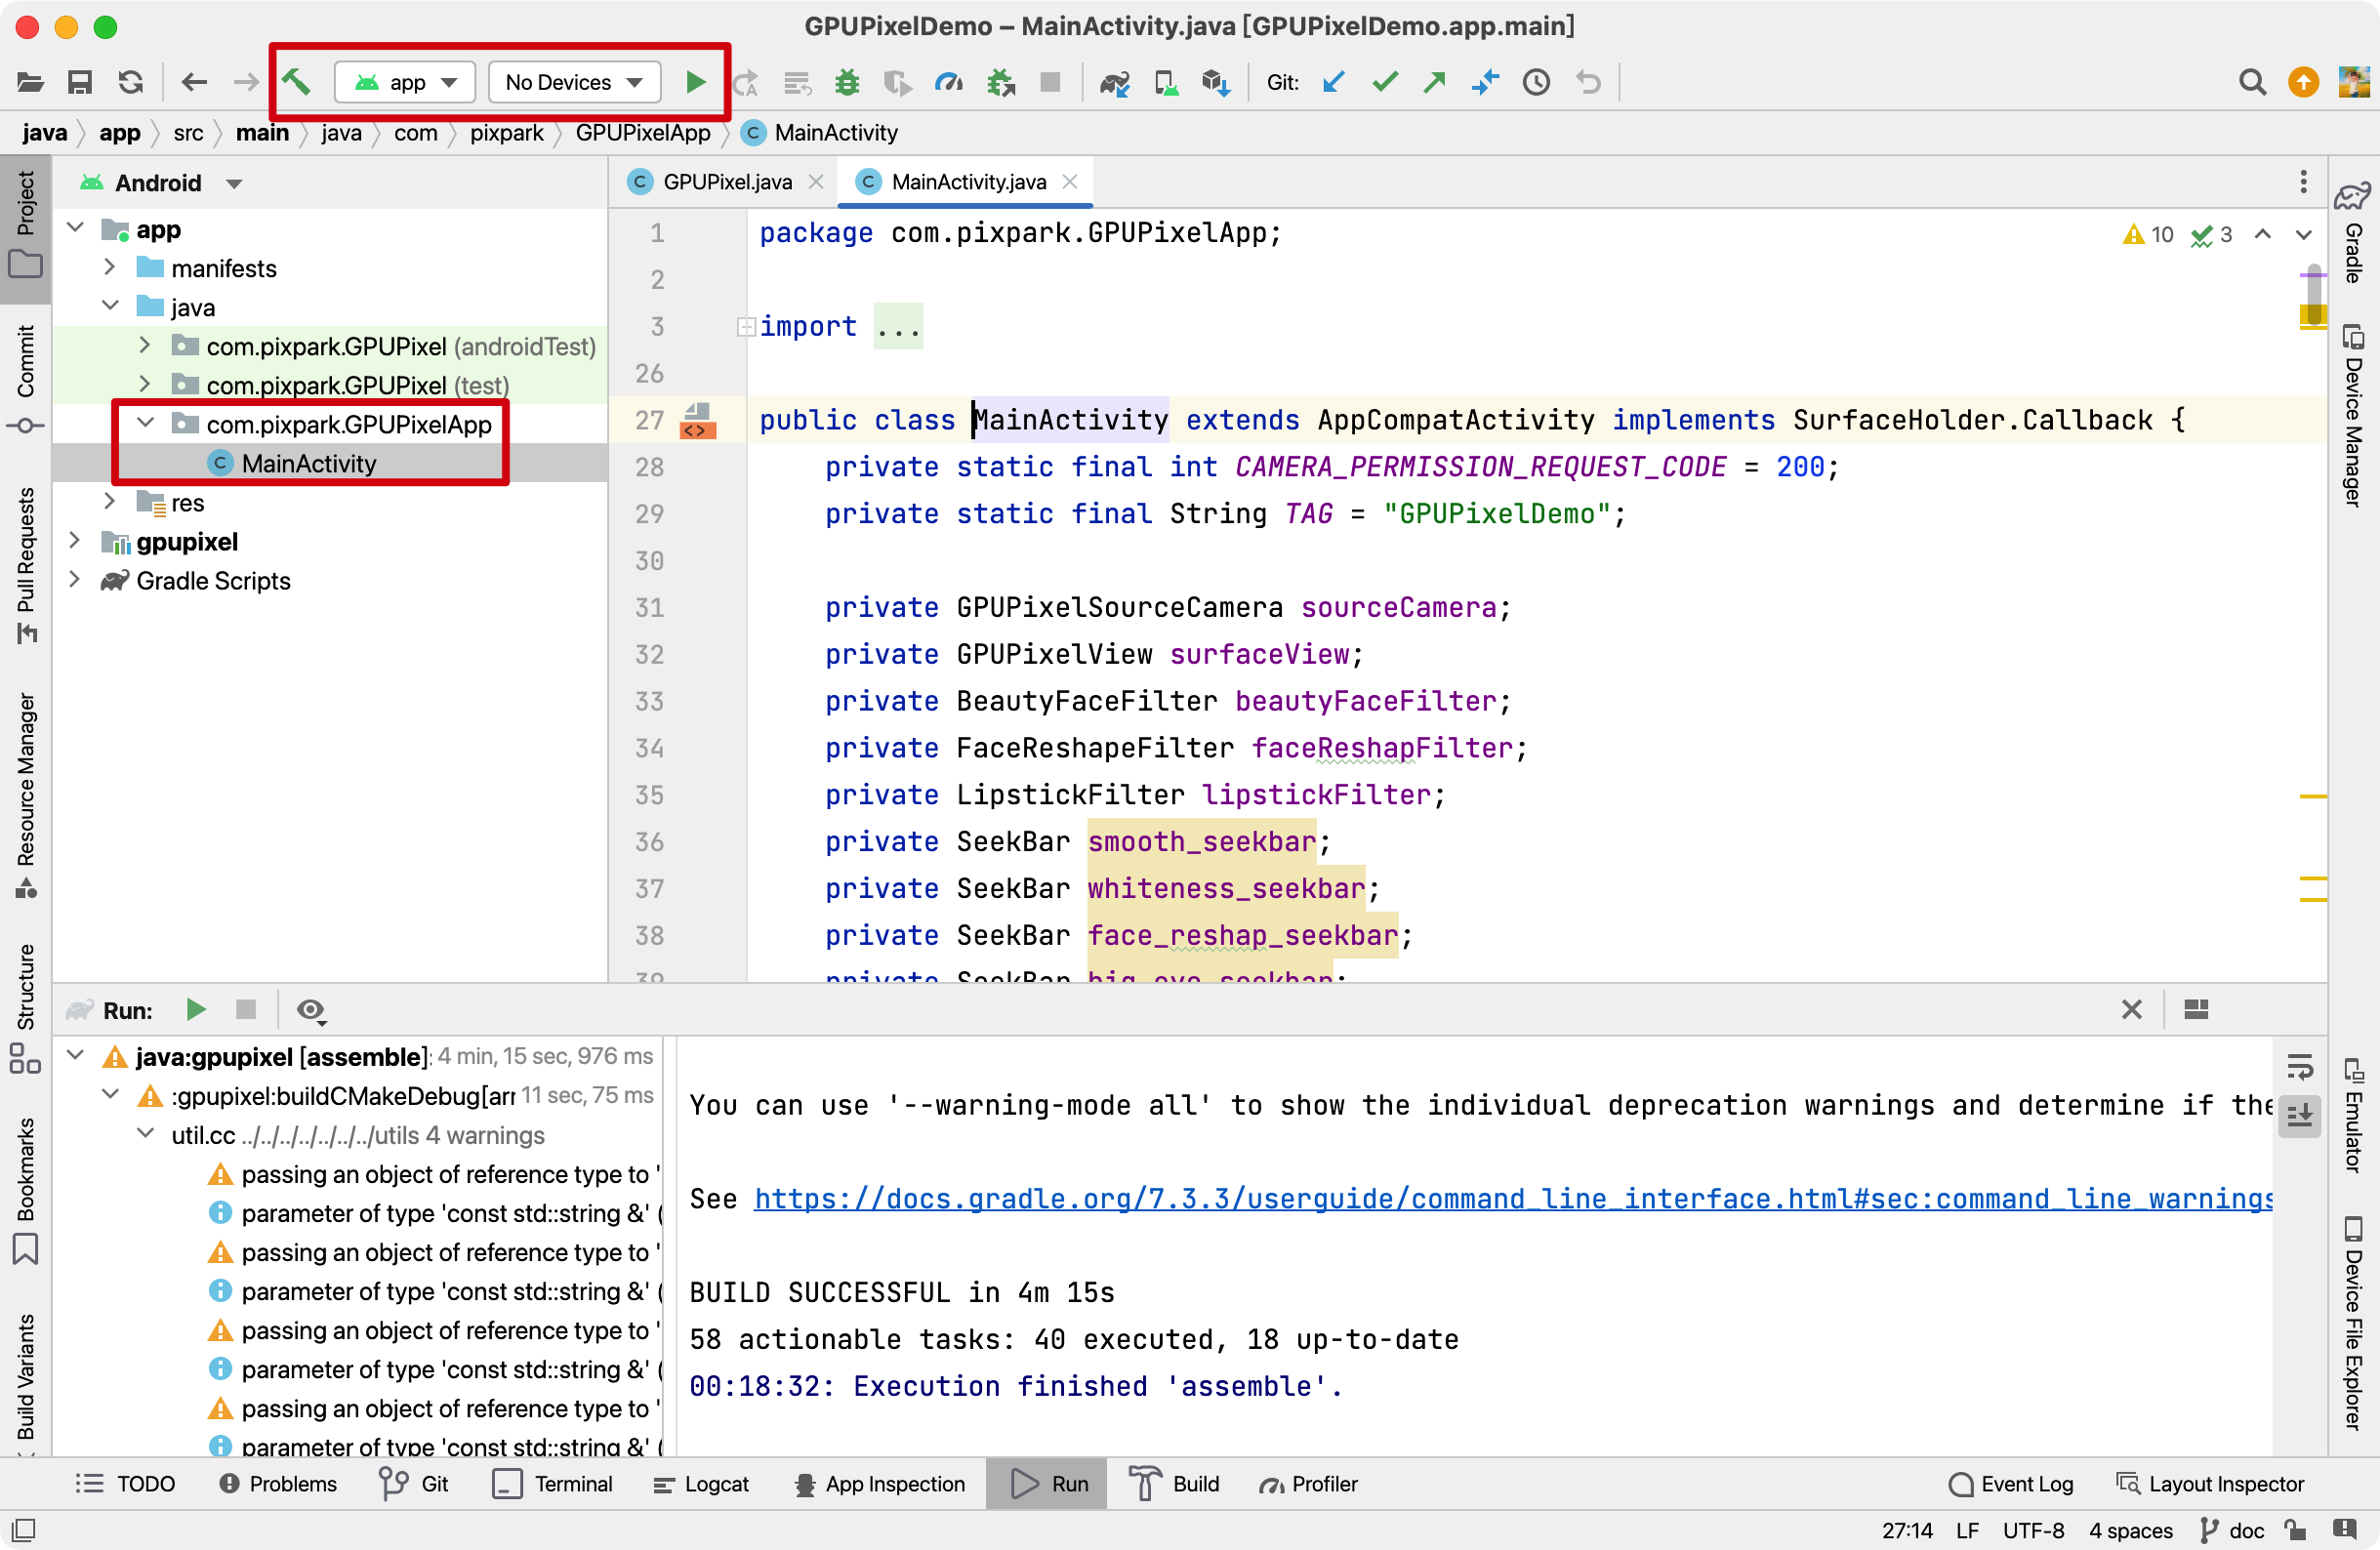 GPUPixelDemo – MainActivity.java [GPUPixelDemo.app.main]
app No Devices Git:
java app src main java com pixpark GPUPixelApp MainActivity
Project
Commit
Pull Requests
Resource Manager
Structure
Bookmarks
Build Variants
Android
app
manifests
java
com.pixpark.GPUPixel (androidTest)
com.pixpark.GPUPixel (test)
com.pixpark.GPUPixelApp
MainActivity
res
gpupixel
Gradle Scripts
GPUPixel.java MainActivity.java
10 3
1 package com.pixpark.GPUPixelApp;
2
3 import ...
26
27 public class MainActivity extends AppCompatActivity implements SurfaceHolder.Callback {
28 private static final int CAMERA_PERMISSION_REQUEST_CODE = 200;
29 private static final String TAG = "GPUPixelDemo";
30
31 private GPUPixelSourceCamera sourceCamera;
32 private GPUPixelView surfaceView;
33 private BeautyFaceFilter beautyFaceFilter;
34 private FaceReshapeFilter faceReshapFilter;
35 private LipstickFilter lipstickFilter;
36 private SeekBar smooth_seekbar;
37 private SeekBar whiteness_seekbar;
38 private SeekBar face_reshap_seekbar;
39 private SeekBar big_eye_seekbar;
Gradle
Device Manager
Emulator
Device File Explorer
Run:
java:gpupixel [assemble]: 4 min, 15 sec, 976 ms
:gpupixel:buildCMakeDebug[arr 11 sec, 75 ms
util.cc ../../../../../../../utils 4 warnings
passing an object of reference type to '
parameter of type 'const std::string &' (
passing an object of reference type to '
parameter of type 'const std::string &' (
passing an object of reference type to '
parameter of type 'const std::string &' (
passing an object of reference type to '
parameter of type 'const std::string &' (
You can use '--warning-mode all' to show the individual deprecation warnings and determine if the
See https://docs.gradle.org/7.3.3/userguide/command_line_interface.html#sec:command_line_warnings
BUILD SUCCESSFUL in 4m 15s
58 actionable tasks: 40 executed, 18 up-to-date
00:18:32: Execution finished 'assemble'.
TODO Problems Git Terminal Logcat App Inspection Run Build Profiler Event Log Layout Inspector
27:14 LF UTF-8 4 spaces doc